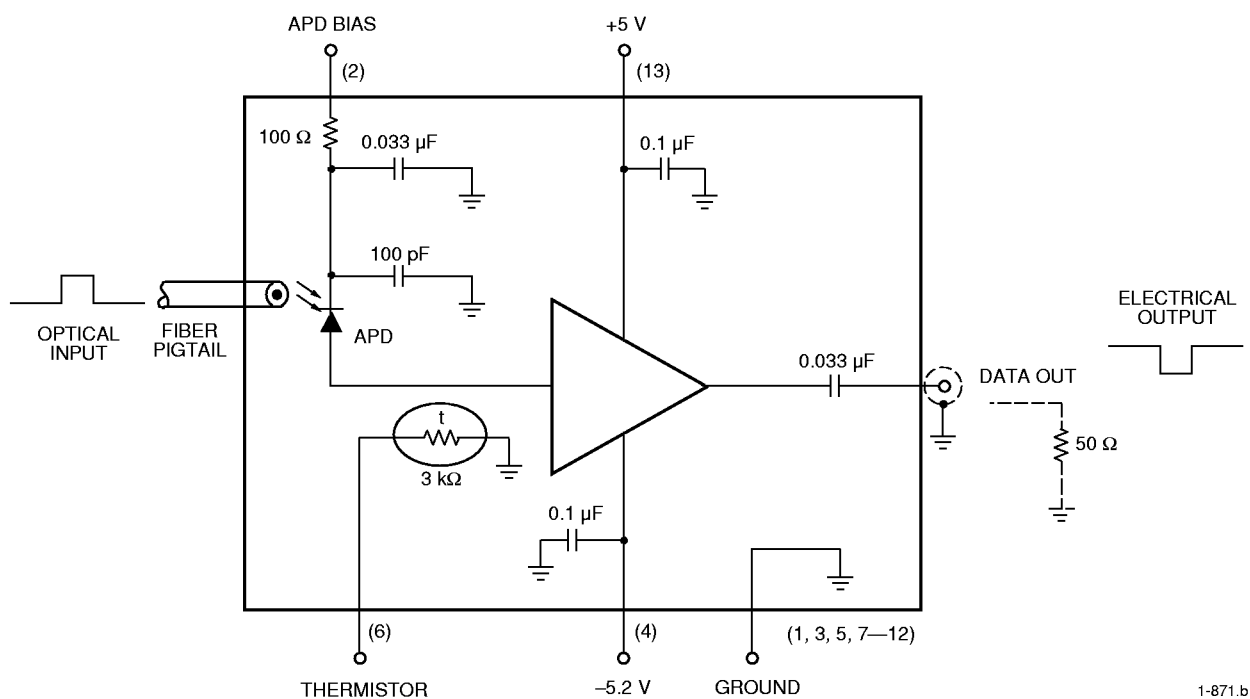 APD BIAS
+5 V
(2)
(13)
100 Ω
0.033 µF
0.1 µF
100 pF
OPTICAL
INPUT
FIBER
PIGTAIL
APD
ELECTRICAL
OUTPUT
0.033 µF
DATA OUT
t
3 kΩ
50 Ω
0.1 µF
(6)
(4)
(1, 3, 5, 7—12)
THERMISTOR
–5.2 V
GROUND
1-871.b